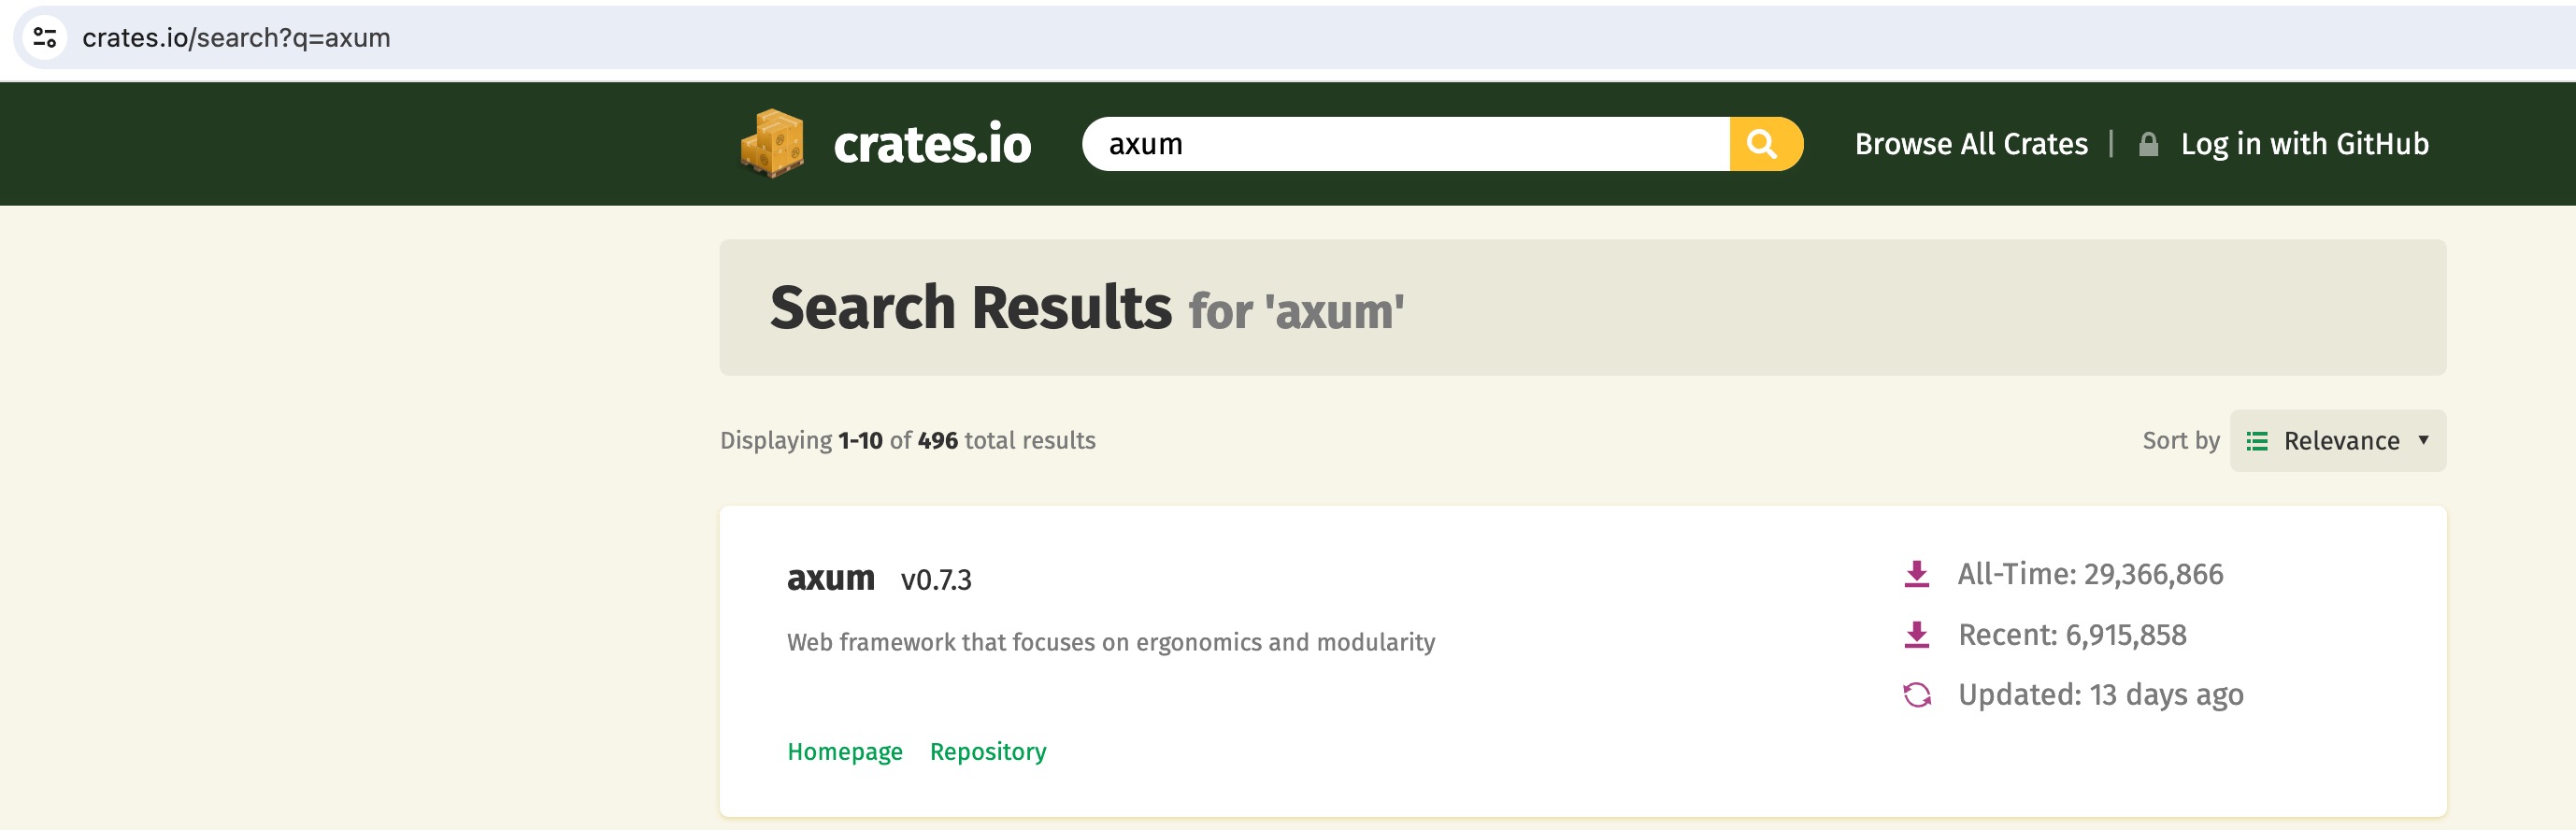 crates.io/search?q=axum
crates.io axum Browse All Crates | Log in with GitHub
Search Results for 'axum'
Displaying 1-10 of 496 total results Sort by Relevance
axum v0.7.3
All-Time: 29,366,866
Web framework that focuses on ergonomics and modularity
Recent: 6,915,858
Updated: 13 days ago
Homepage Repository